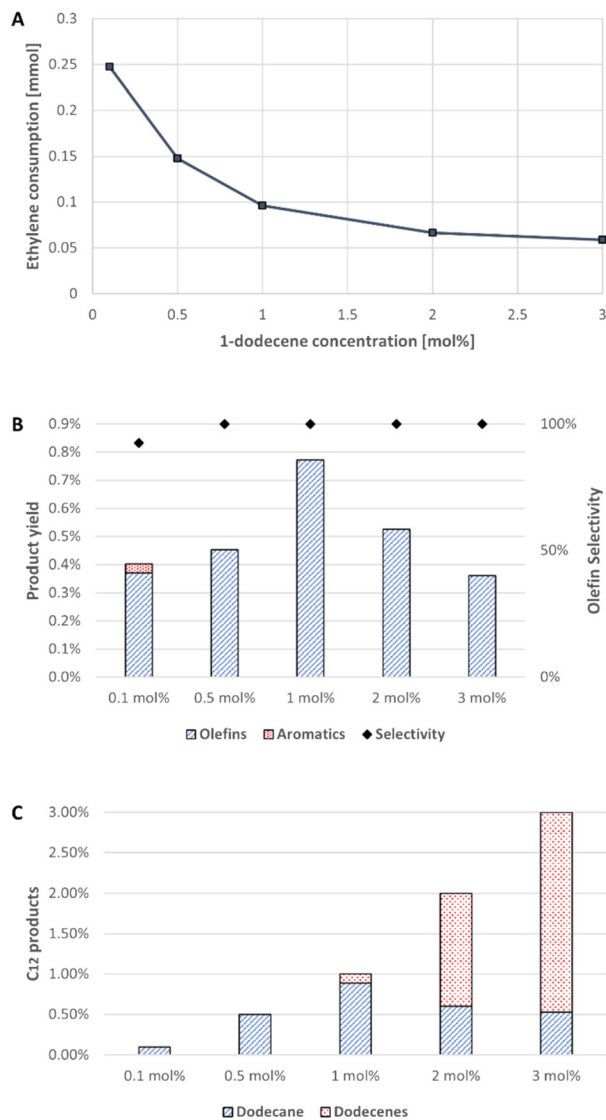 A
Ethylene consumption [mmol]
0.3
0.25
0.2
0.15
0.1
0.05
0
0 0.5 1 1.5 2 2.5 3
1-dodecene concentration [mol%]
B
Product yield
0.9%
0.8%
0.7%
0.6%
0.5%
0.4%
0.3%
0.2%
0.1%
0.0%
100%
50%
0%
Olefin Selectivity
0.1 mol% 0.5 mol% 1 mol% 2 mol% 3 mol%
Olefins Aromatics Selectivity
C
C12 products
3.00%
2.50%
2.00%
1.50%
1.00%
0.50%
0.00%
0.1 mol% 0.5 mol% 1 mol% 2 mol% 3 mol%
Dodecane Dodecenes